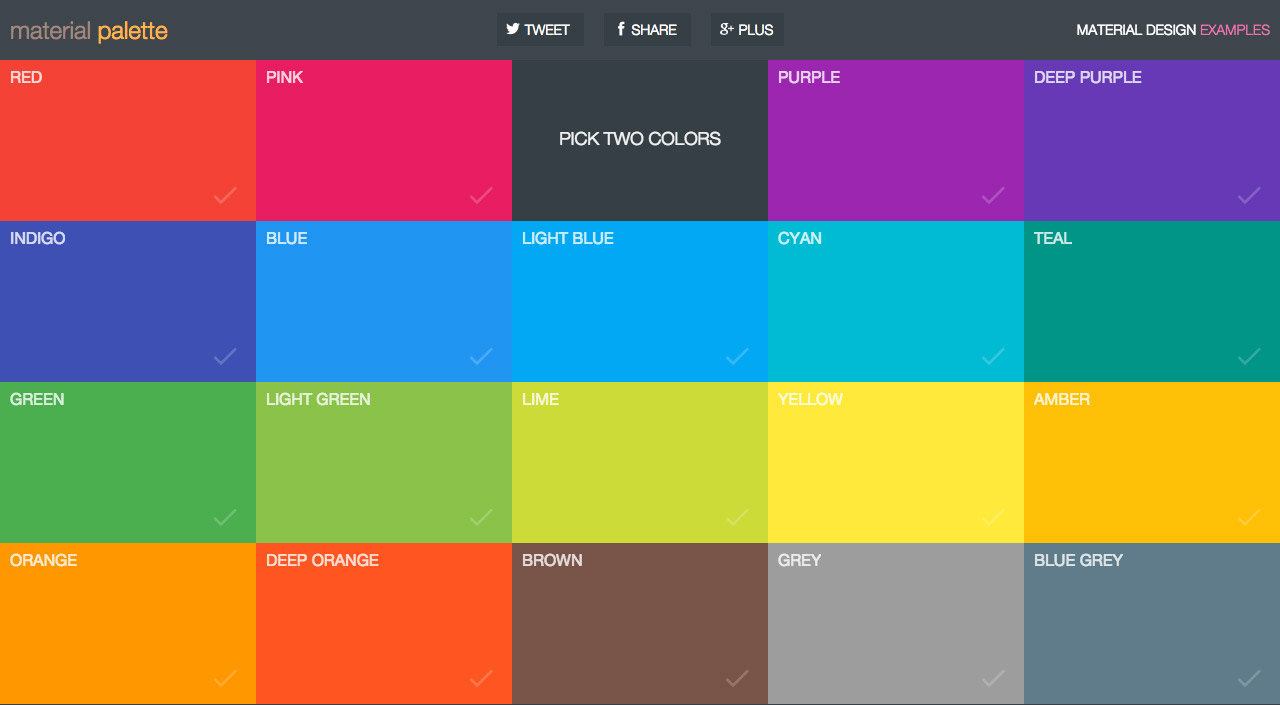 material palette
TWEET
SHARE
PLUS
MATERIAL DESIGN EXAMPLES
RED
PINK
PICK TWO COLORS
PURPLE
DEEP PURPLE
INDIGO
BLUE
LIGHT BLUE
CYAN
TEAL
GREEN
LIGHT GREEN
LIME
YELLOW
AMBER
ORANGE
DEEP ORANGE
BROWN
GREY
BLUE GREY